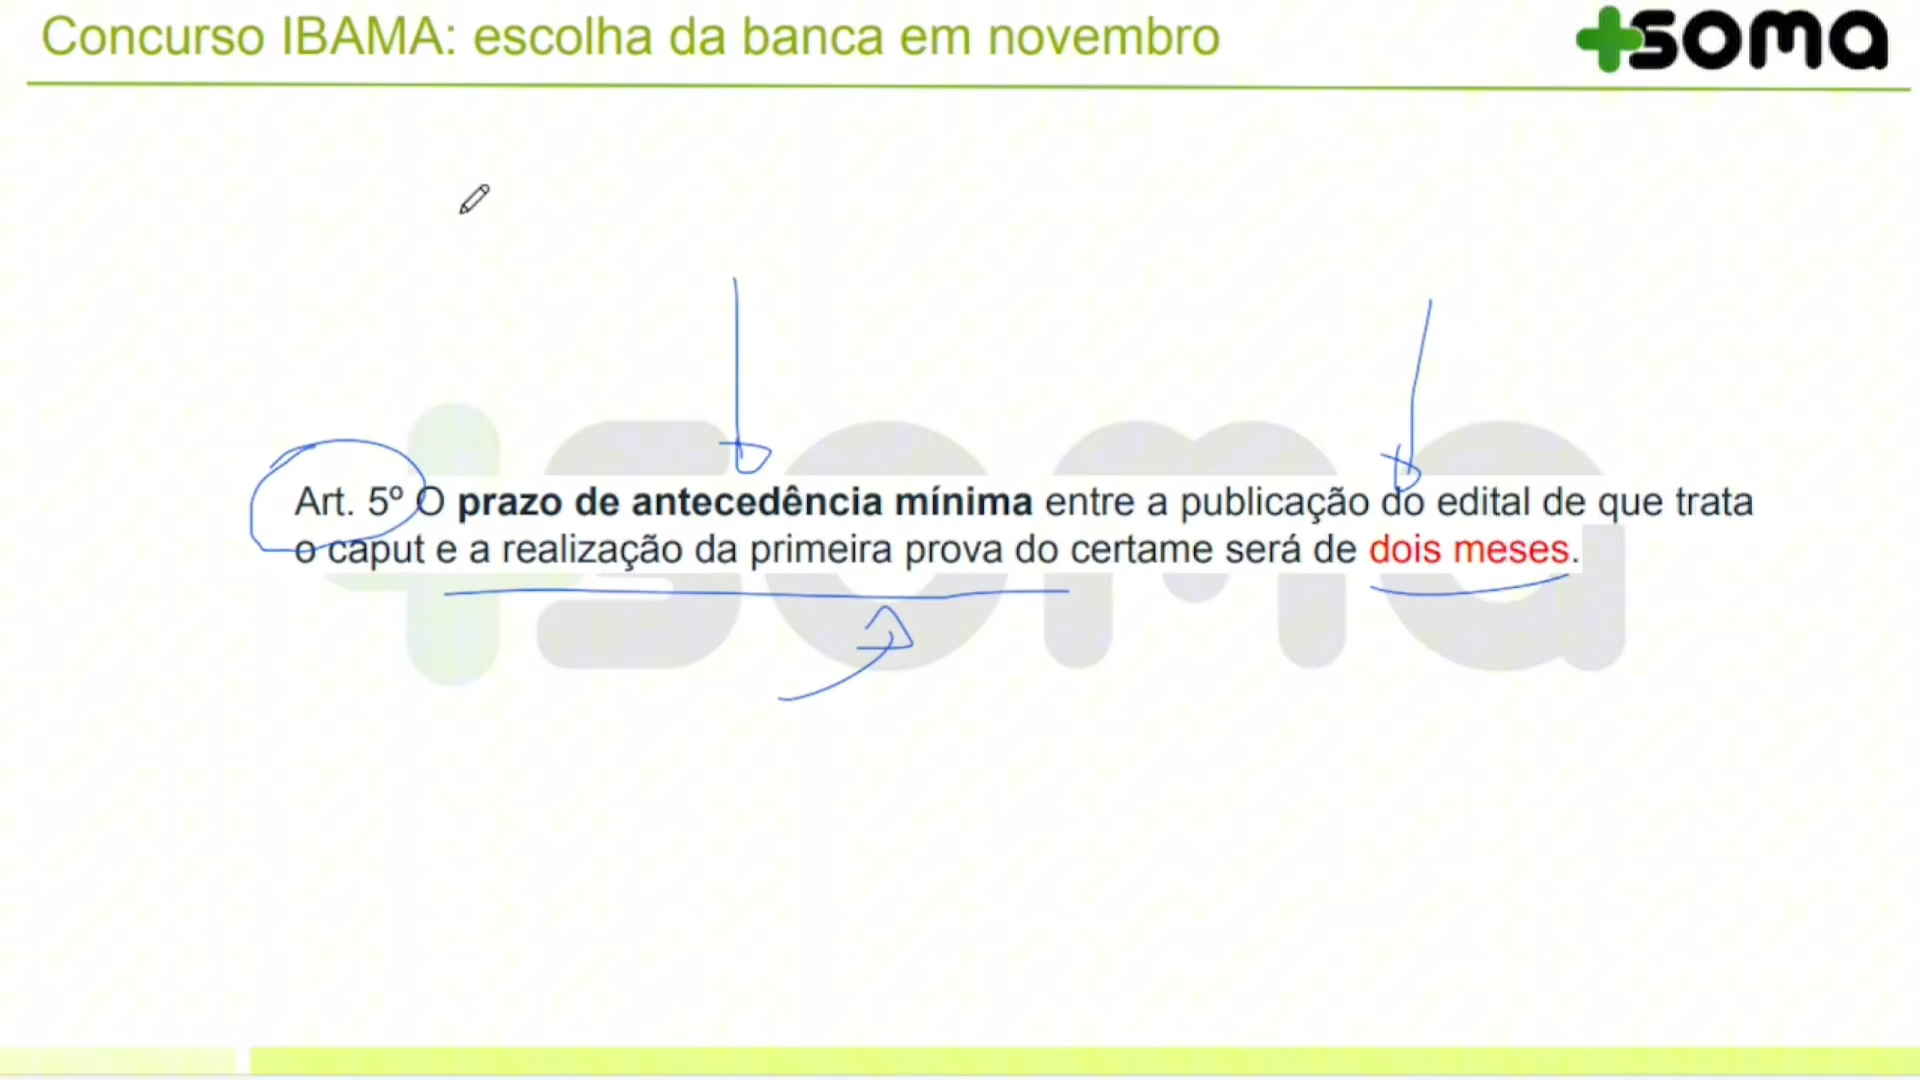 Concurso IBAMA: escolha da banca em novembro
+soma
Art. 5º O prazo de antecedência mínima entre a publicação do edital de que trata
o caput e a realização da primeira prova do certame será de dois meses.
+soma